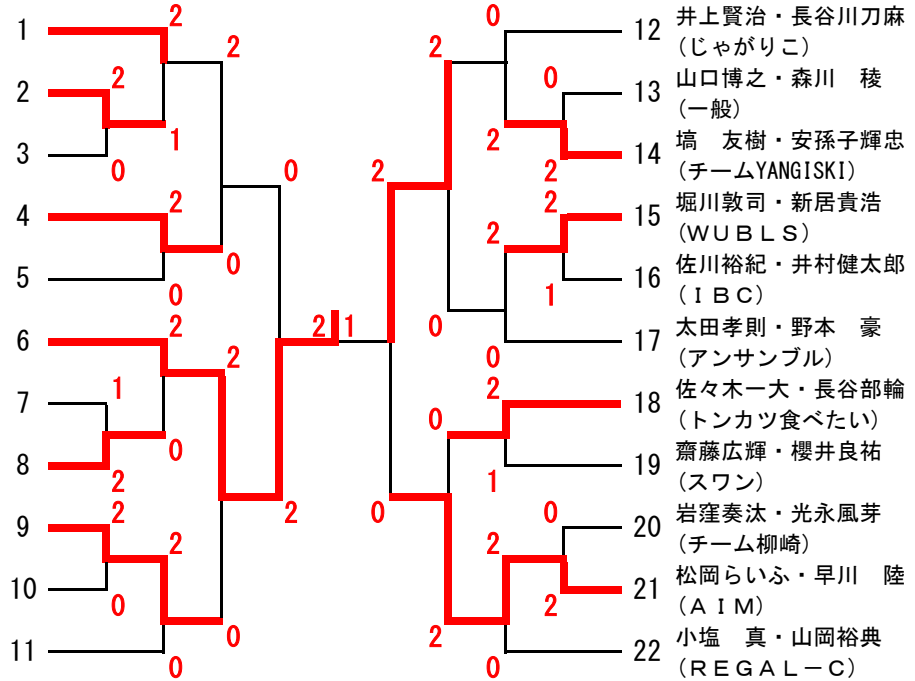 1
2
3
4
5
6
7
8
9
10
11
2
2
0
1
2
2
0
0
2
1
2
0
2
2
0
2
0
0
0
2
2
1
2
0
0
2
0
2
2
2
1
0
0
2
0
1
0
2
2
2
0
12 井上賢治・長谷川刀麻
(じゃがりこ)
13 山口博之・森川 稜
(一般)
14 塙 友樹・安孫子輝忠
(チームYANGISKI)
15 堀川敦司・新居貴浩
(WUBLS)
16 佐川裕紀・井村健太郎
(IBC)
17 太田孝則・野本 豪
(アンサンブル)
18 佐々木一大・長谷部輪
(トンカツ食べたい)
19 齋藤広輝・櫻井良祐
(スワン)
20 岩窪奏汰・光永風芽
(チーム柳崎)
21 松岡らいふ・早川 陸
(AIM)
22 小塩 真・山岡裕典
(REGAL－C)